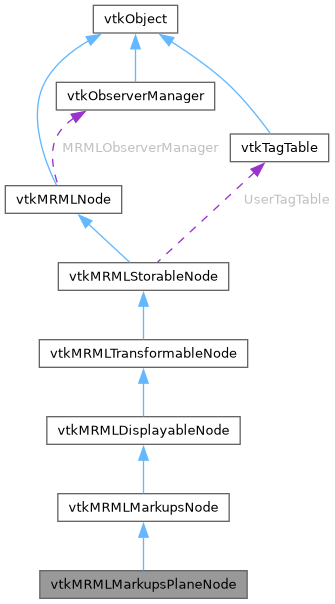 vtkObject
vtkObserverManager
MRMLObserverManager
vtkTagTable
vtkMRMLNode
UserTagTable
vtkMRMLStorableNode
vtkMRMLTransformableNode
vtkMRMLDisplayableNode
vtkMRMLMarkupsNode
vtkMRMLMarkupsPlaneNode